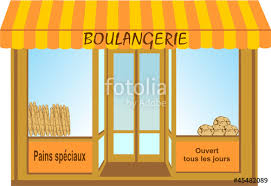 BOULANGERIE
fotolia
by Adobe
Pains spéciaux
Ouvert
tous les jours
#45482089